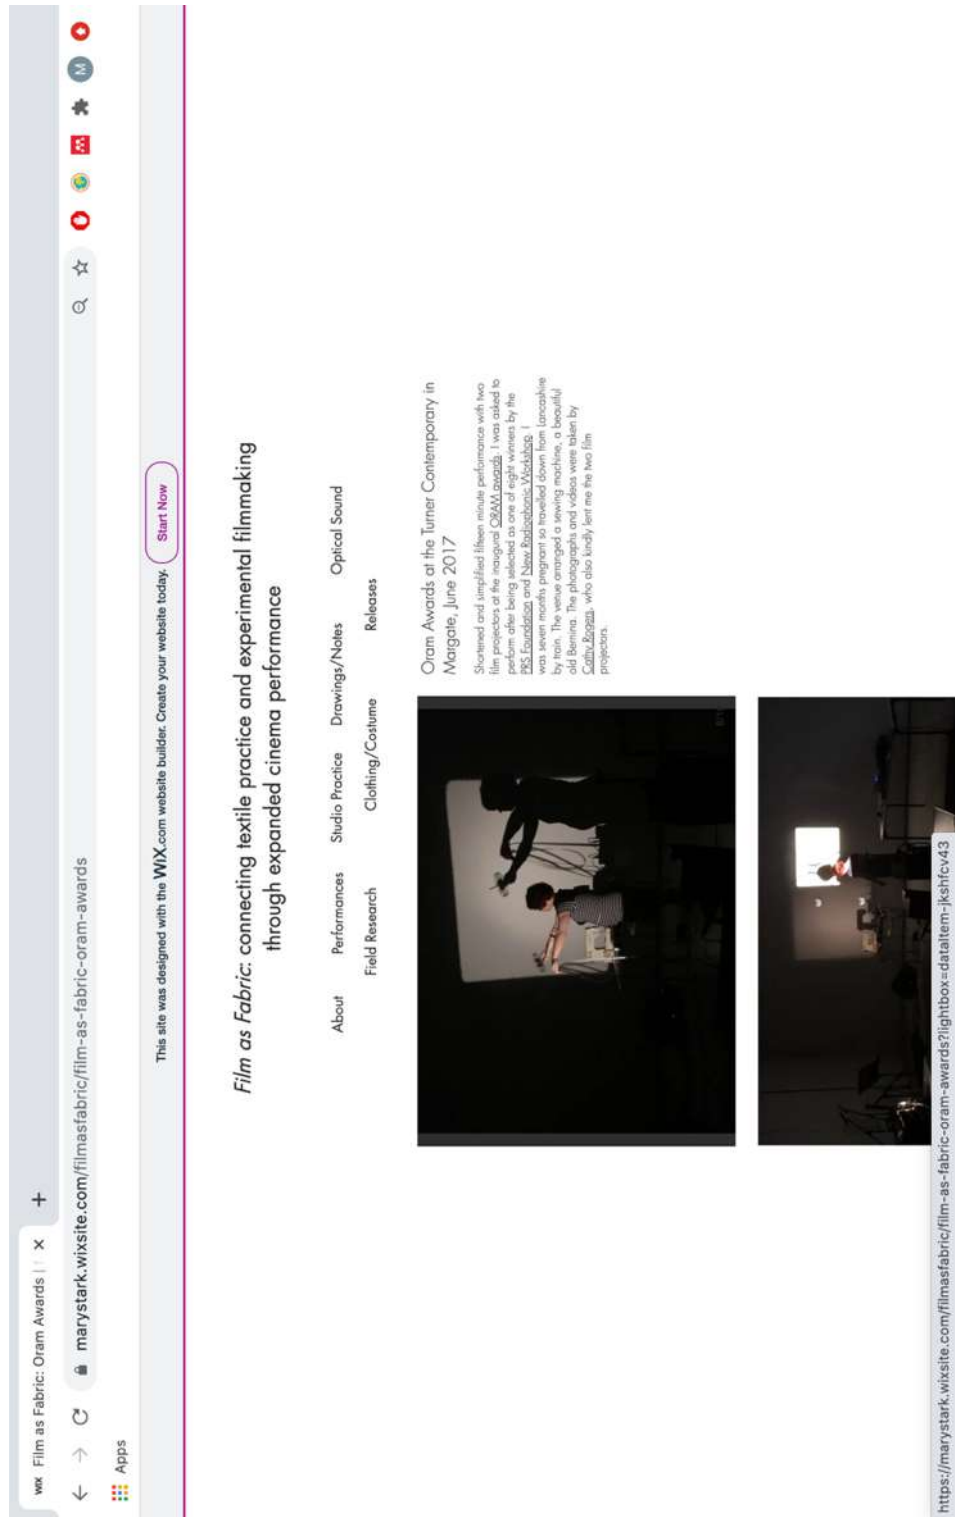 WiX Film as Fabric: Oram Awards |
marystark.wixsite.com/filmasfabric/film-as-fabric-oram-awards
M
Apps
This site was designed with the WiX.com website builder. Create your website today. Start Now
Film as Fabric: connecting textile practice and experimental filmmaking
through expanded cinema performance
About Performances Studio Practice Drawings/Notes Optical Sound
Field Research Clothing/Costume Releases
Oram Awards at the Turner Contemporary in
Margate, June 2017
Shortened and simplified fifteen minute performance with two
film projectors at the inaugural ORAM awards. I was asked to
perform after being selected as one of eight winners by the
PRS Foundation and New Radiophonic Workshop. I
was seven months pregnant so travelled down from Lancashire
by train. The venue arranged a sewing machine, a beautiful
old Bernina. The photographs and videos were taken by
Cathy Rogers, who also kindly lent me the two film
projectors.
https://marystark.wixsite.com/filmasfabric/film-as-fabric-oram-awards?lightbox=dataItem-jkshfcv43